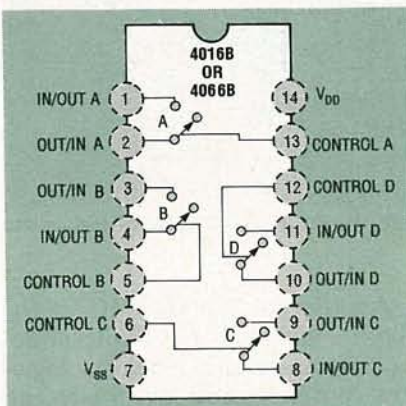 4016B
OR
4066B
IN/OUT A 1
OUT/IN A 2
OUT/IN B 3
IN/OUT B 4
CONTROL B 5
CONTROL C 6
VSS 7
14 VDD
13 CONTROL A
12 CONTROL D
11 IN/OUT D
10 OUT/IN D
9 OUT/IN C
8 IN/OUT C
A
B
D
C